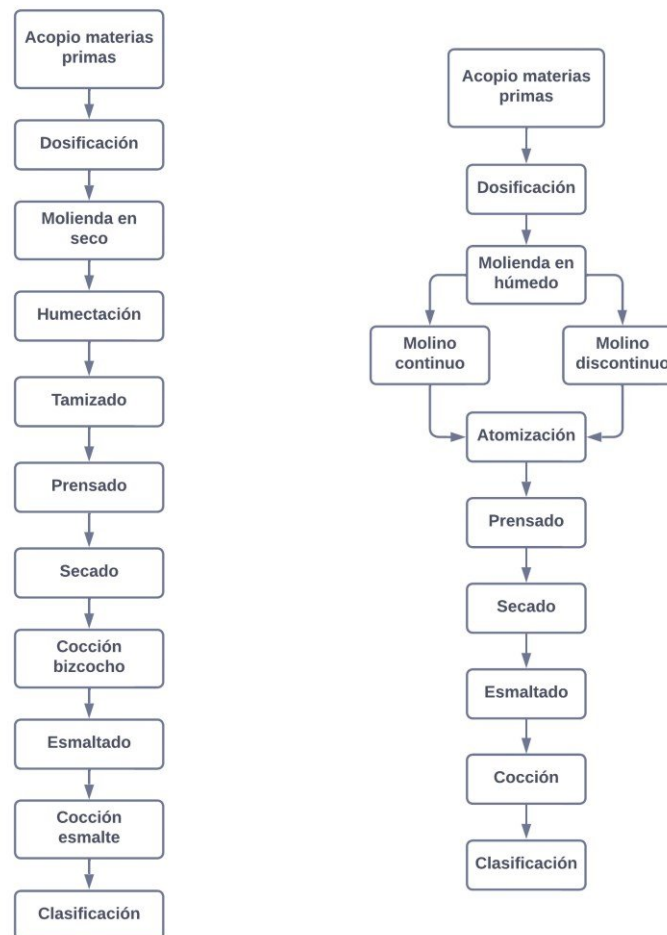 Acopio materias
primas
Dosificación
Molienda en
seco
Humectación
Tamizado
Prensado
Secado
Cocción
bizcocho
Esmaltado
Cocción
esmalte
Clasificación
Acopio materias
primas
Dosificación
Molienda en
húmedo
Molino
continuo
Molino
discontinuo
Atomización
Prensado
Secado
Esmaltado
Cocción
Clasificación